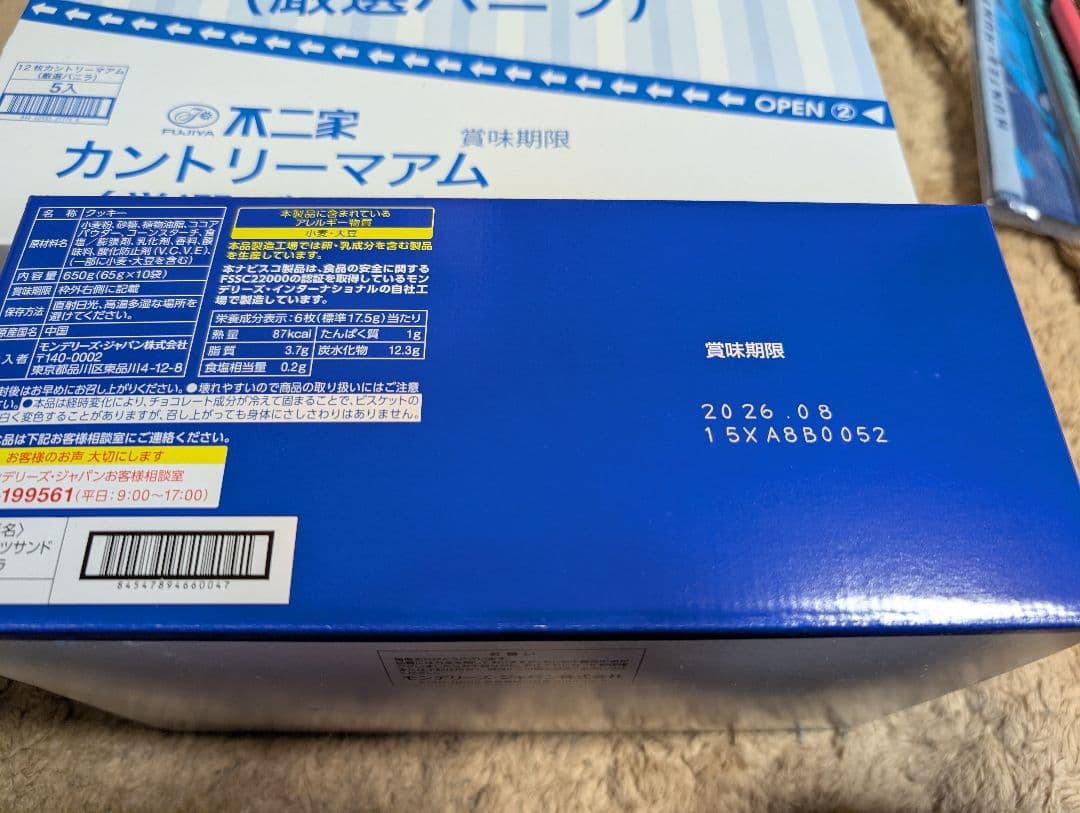 (厳選バニラ)
12枚カントリーマアム
(厳選バニラ)
5入
OPEN ②
FUJIYA 不二家
賞味期限
カントリーマアム
名 称 クッキー
原材料名 小麦粉、砂糖、植物油脂、ココア
パウダー、コーンスターチ、食
塩／膨張剤、乳化剤、香料、酸
味料、酸化防止剤(V.C、V.E)、
(一部に小麦・大豆を含む)
内容量 650g(65g×10袋)
賞味期限 枠外右側に記載
保存方法 直射日光、高温多湿な場所を
避けてください。
原産国名 中国
入者 モンデリーズ・ジャパン株式会社
〒140-0002
東京都品川区東品川4-12-8
本製品に含まれている
アレルギー物質
小麦・大豆
本品製造工場では卵・乳成分を含む製品
を生産しています。
本ナビスコ製品は、食品の安全に関する
FSSC22000の認証を取得しているモン
デリーズ・インターナショナルの自社工
場で製造しています。
栄養成分表示：6枚(標準17.5g)当たり
熱量 87kcal たんぱく質 1g
脂質 3.7g 炭水化物 12.3g
食塩相当量 0.2g
封後はお早めにお召し上がりください。●壊れやすいので商品の取り扱いにはご注意
い。●本品は経時変化により、チョコレート成分が冷えて固まることで、ビスケットの
白く変色することがありますが、召し上がっても身体にさしさわりはありません。
品は下記お客様相談室にご連絡ください。
お客様のお声 大切にします
デリーズ・ジャパンお客様相談室
-199561(平日：9:00～17:00)
名〉
ツサンド
ラ
84547894660047
賞味期限
2026.08
15XA8B0052
お願い
モンデリーズ・ジャパン株式会社